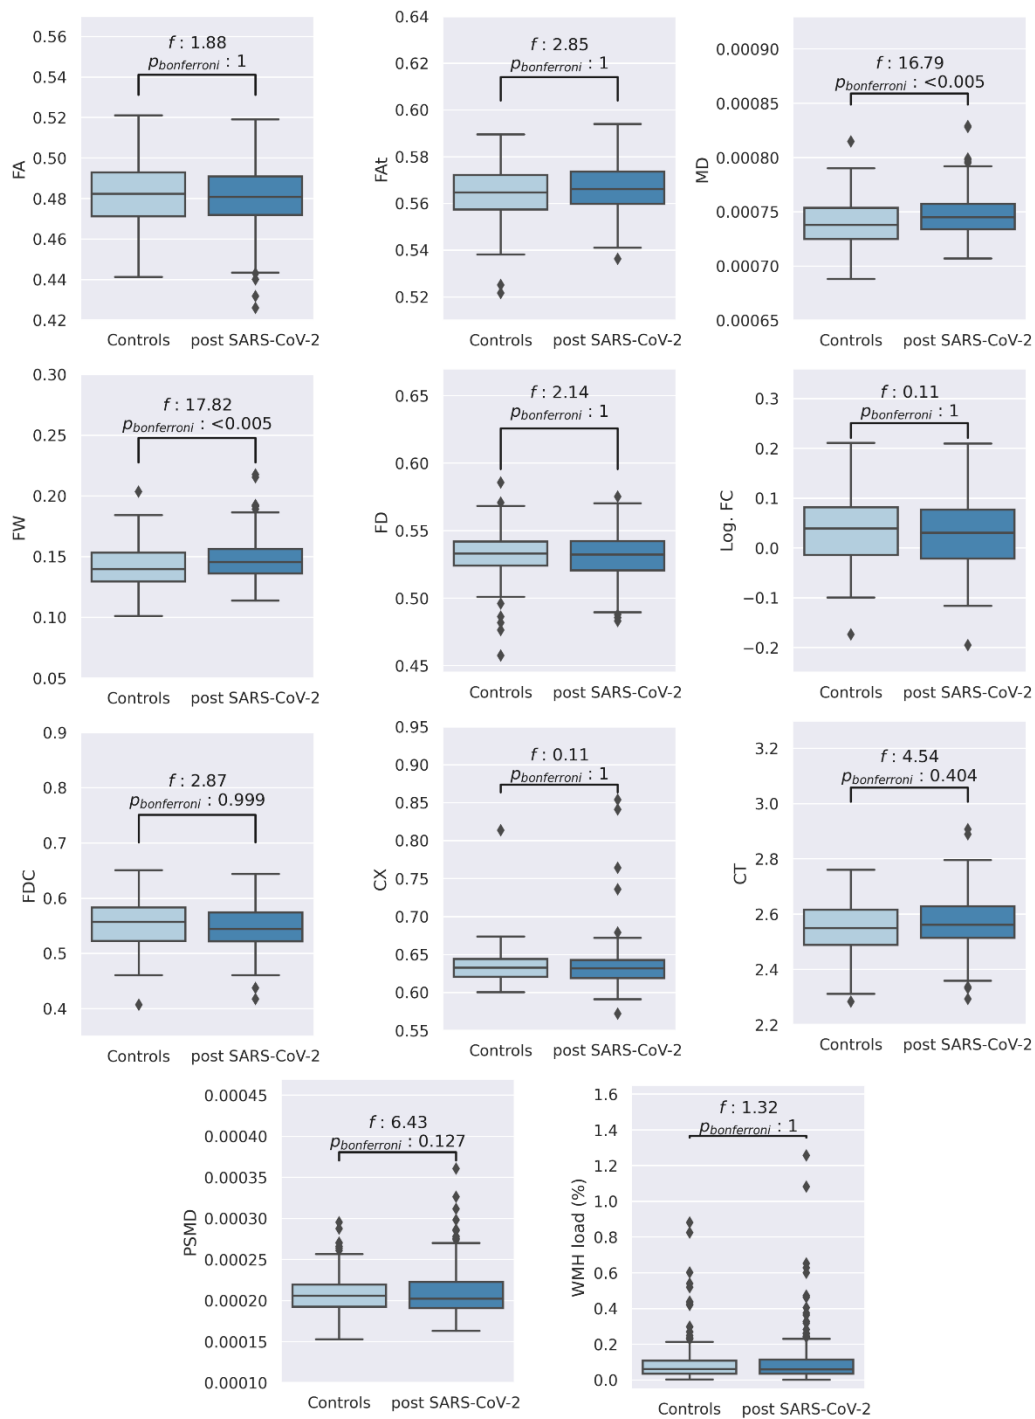 f : 1.88
p_bonferroni : 1
0.56
0.54
0.52
0.50
0.48
0.46
0.44
0.42
FA
Controls post SARS-CoV-2
f : 2.85
p_bonferroni : 1
0.64
0.62
0.60
0.58
0.56
0.54
0.52
FAt
Controls post SARS-CoV-2
f : 16.79
p_bonferroni : <0.005
0.00090
0.00085
0.00080
0.00075
0.00070
0.00065
MD
Controls post SARS-CoV-2
f : 17.82
p_bonferroni : <0.005
0.30
0.25
0.20
0.15
0.10
0.05
FW
Controls post SARS-CoV-2
f : 2.14
p_bonferroni : 1
0.65
0.60
0.55
0.50
0.45
FD
Controls post SARS-CoV-2
f : 0.11
p_bonferroni : 1
0.3
0.2
0.1
0.0
−0.1
−0.2
Log. FC
Controls post SARS-CoV-2
f : 2.87
p_bonferroni : 0.999
0.9
0.8
0.7
0.6
0.5
0.4
FDC
Controls post SARS-CoV-2
f : 0.11
p_bonferroni : 1
0.95
0.90
0.85
0.80
0.75
0.70
0.65
0.60
0.55
CX
Controls post SARS-CoV-2
f : 4.54
p_bonferroni : 0.404
3.2
3.0
2.8
2.6
2.4
2.2
CT
Controls post SARS-CoV-2
f : 6.43
p_bonferroni : 0.127
0.00045
0.00040
0.00035
0.00030
0.00025
0.00020
0.00015
0.00010
PSMD
Controls post SARS-CoV-2
f : 1.32
p_bonferroni : 1
1.6
1.4
1.2
1.0
0.8
0.6
0.4
0.2
0.0
WMH load (%)
Controls post SARS-CoV-2